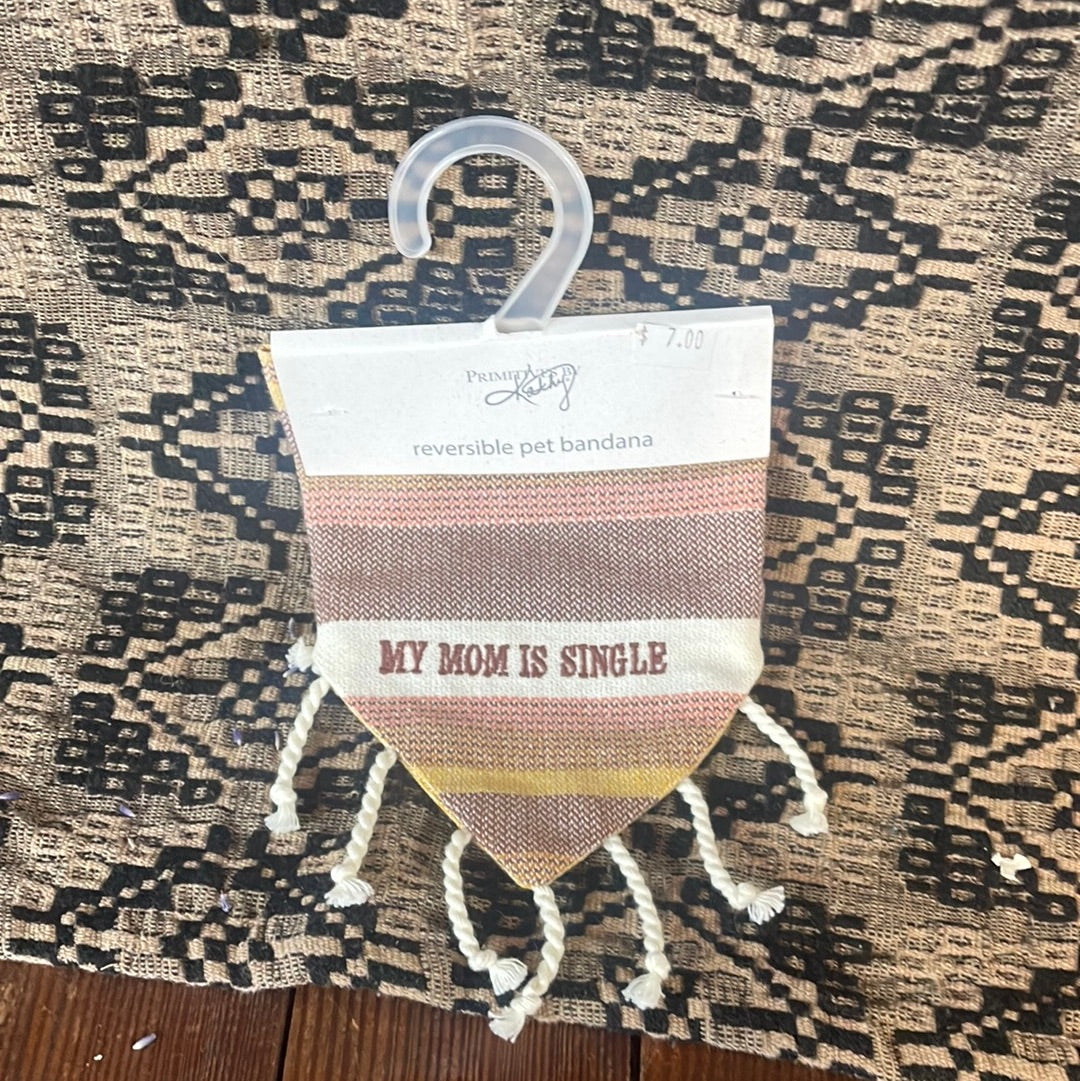 $ 7.00
PRIMITIVES BY
Kathy
reversible pet bandana
MY MOM IS SINGLE